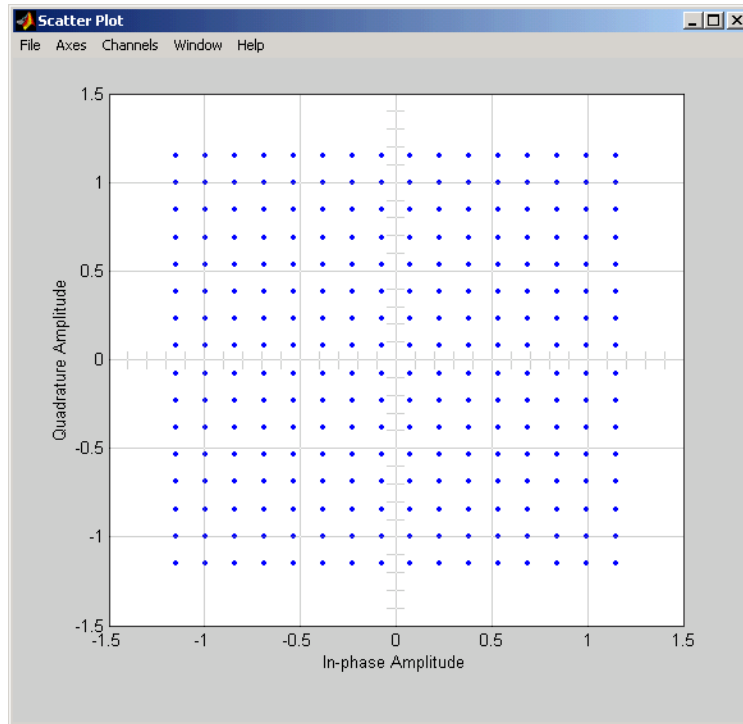 Scatter Plot
File Axes Channels Window Help
1.5
1
0.5
0
-0.5
-1
-1.5
Quadrature Amplitude
-1.5 -1 -0.5 0 0.5 1 1.5
In-phase Amplitude